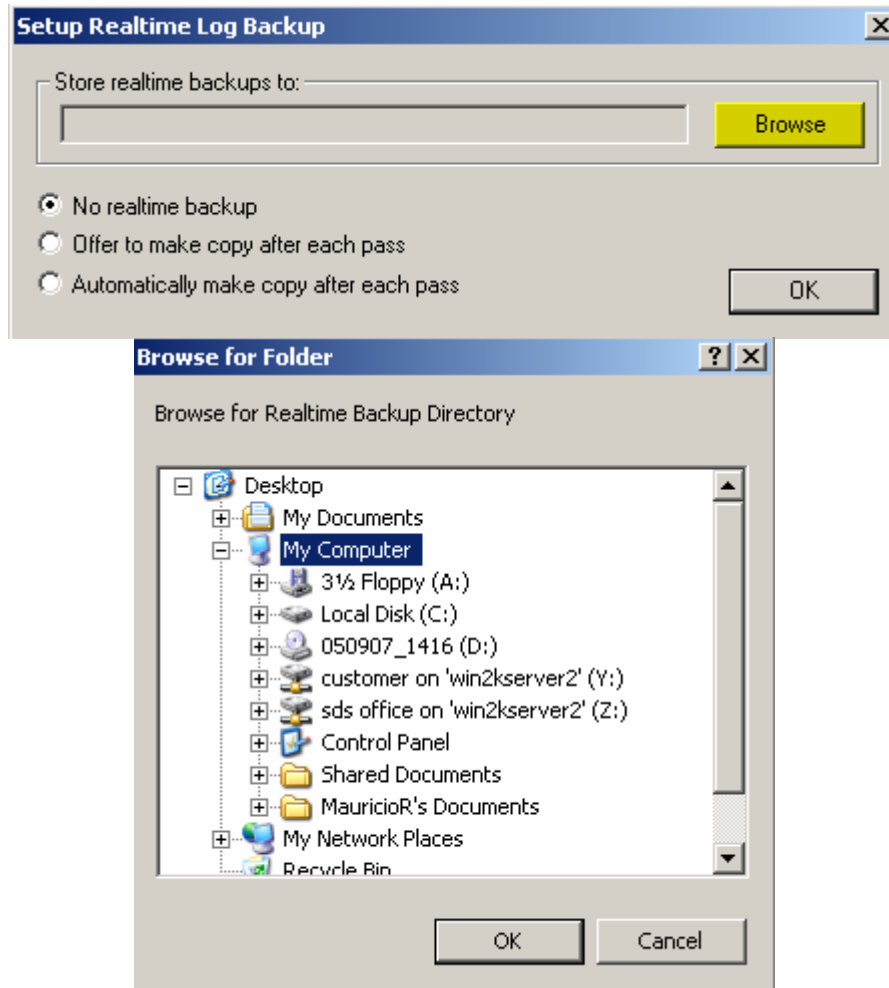 Setup Realtime Log Backup
Store realtime backups to:
Browse
No realtime backup
Offer to make copy after each pass
Automatically make copy after each pass
OK
Browse for Folder
Browse for Realtime Backup Directory
Desktop
My Documents
My Computer
3½ Floppy (A:)
Local Disk (C:)
050907_1416 (D:)
customer on 'win2kserver2' (Y:)
sds office on 'win2kserver2' (Z:)
Control Panel
Shared Documents
MauricioR's Documents
My Network Places
Recycle Bin
OK Cancel